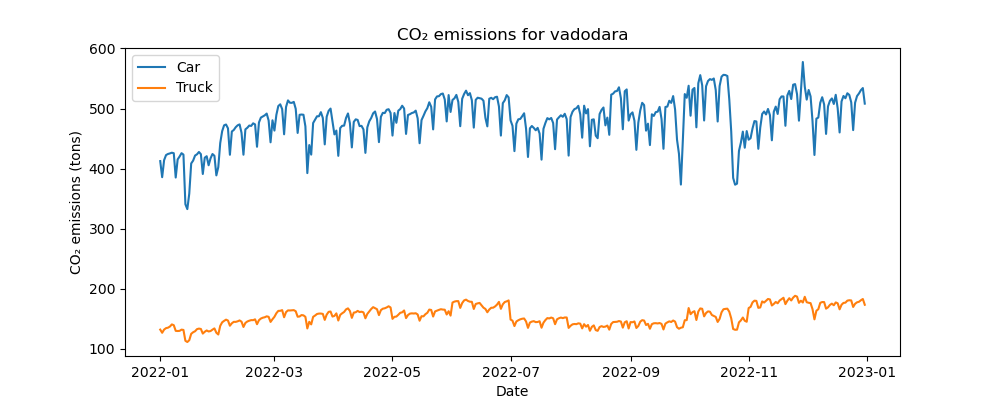 CO₂ emissions for vadodara
600
Car
Truck
500
400
300
200
100
CO₂ emissions (tons)
2022-01 2022-03 2022-05 2022-07 2022-09 2022-11 2023-01
Date